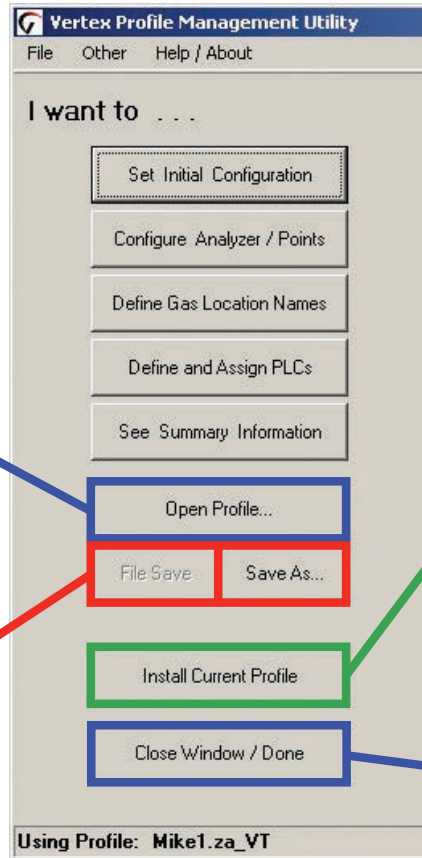 Vertex Profile Management Utility
File Other Help / About
I want to ...
Set Initial Configuration
Configure Analyzer / Points
Define Gas Location Names
Define and Assign PLCs
See Summary Information
Open Profile...
File Save Save As...
Install Current Profile
Close Window / Done
Using Profile: Mike1.za_VT